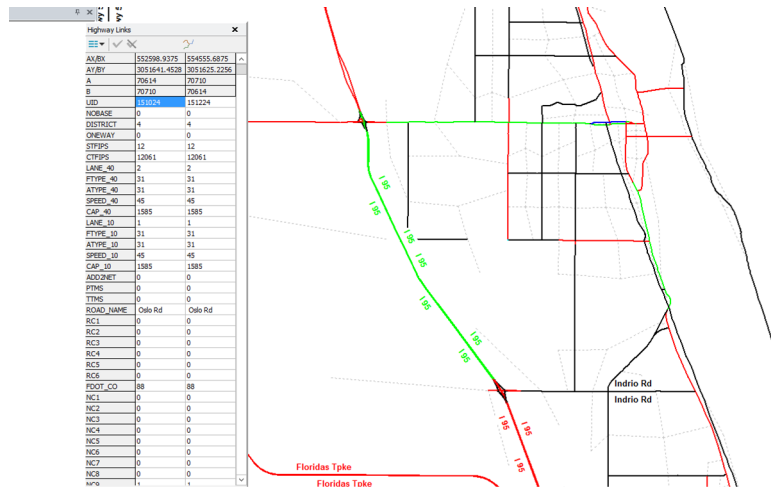 Highway Links
AX/BX 552598.9375 554555.6875
AY/BY 3051641.4528 3051625.2256
A 70614 70710
B 70710 70614
UID 151024 151224
NOBASE 0 0
DISTRICT 4 4
ONEWAY 0 0
STFIPS 12 12
CTFIPS 12061 12061
LANE_40 2 2
FTYPE_40 31 31
ATYPE_40 31 31
SPEED_40 45 45
CAP_40 1585 1585
LANE_10 1 1
FTYPE_10 31 31
ATYPE_10 31 31
SPEED_10 45 45
CAP_10 1585 1585
ADD2NET 0 0
PTMS 0 0
TTMS 0 0
ROAD_NAME Oslo Rd Oslo Rd
RC1 0 0
RC2 0 0
RC3 0 0
RC4 0 0
RC5 0 0
RC6 0 0
FDOT_CO 88 88
NC1 0 0
NC2 0 0
NC3 0 0
NC4 0 0
NC5 0 0
NC6 0 0
NC7 0 0
NC8 0 0
NC9 1 1
I 95
I 95
I 95
I 95
I 95
I 95
I 95
Indrio Rd
Indrio Rd
I 95
I 95
I 95
Floridas Tpke
Floridas Tpke